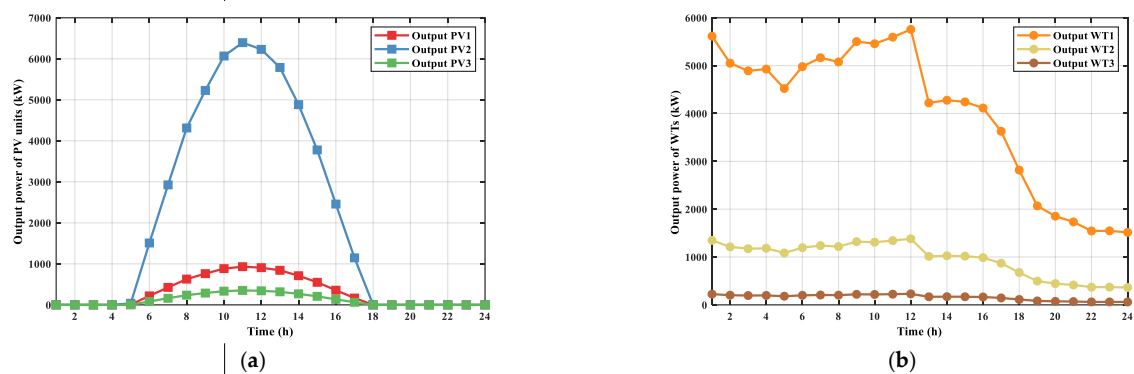 7000
6000
5000
4000
3000
2000
1000
0
Output power of PV units (kW)
Output PV1
Output PV2
Output PV3
2 4 6 8 10 12 14 16 18 20 22 24
Time (h)
(a)
6000
5000
4000
3000
2000
1000
0
Output power of WTs (kW)
Output WT1
Output WT2
Output WT3
2 4 6 8 10 12 14 16 18 20 22 24
Time (h)
(b)